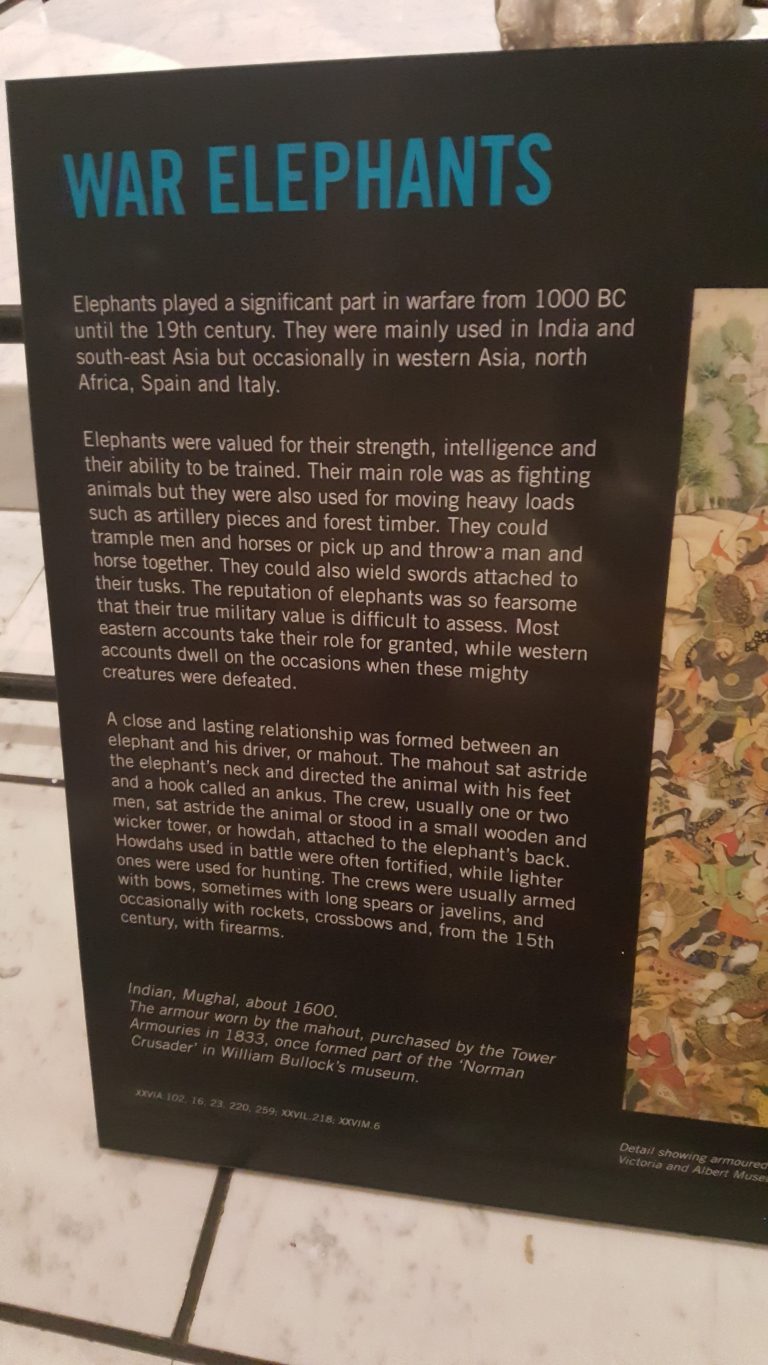 WAR ELEPHANTS
Elephants played a significant part in warfare from 1000 BC
until the 19th century. They were mainly used in India and
south-east Asia but occasionally in western Asia, north
Africa, Spain and Italy.
Elephants were valued for their strength, intelligence and
their ability to be trained. Their main role was as fighting
animals but they were also used for moving heavy loads
such as artillery pieces and forest timber. They could
trample men and horses or pick up and throw a man and
horse together. They could also wield swords attached to
their tusks. The reputation of elephants was so fearsome
that their true military value is difficult to assess. Most
eastern accounts take their role for granted, while western
accounts dwell on the occasions when these mighty
creatures were defeated.
A close and lasting relationship was formed between an
elephant and his driver, or mahout. The mahout sat astride
the elephant's neck and directed the animal with his feet
and a hook called an ankus. The crew, usually one or two
men, sat astride the animal or stood in a small wooden and
wicker tower, or howdah, attached to the elephant's back.
Howdahs used in battle were often fortified, while lighter
ones were used for hunting. The crews were usually armed
with bows, sometimes with long spears or javelins, and
occasionally with rockets, crossbows and, from the 15th
century, with firearms.
Indian, Mughal, about 1600.
The armour worn by the mahout, purchased by the Tower
Armouries in 1833, once formed part of the 'Norman
Crusader' in William Bullock's museum.
XXVIA.102, 16; 23, 220, 259; XXVIL.218; XXVIM.6
Detail showing armoured
Victoria and Albert